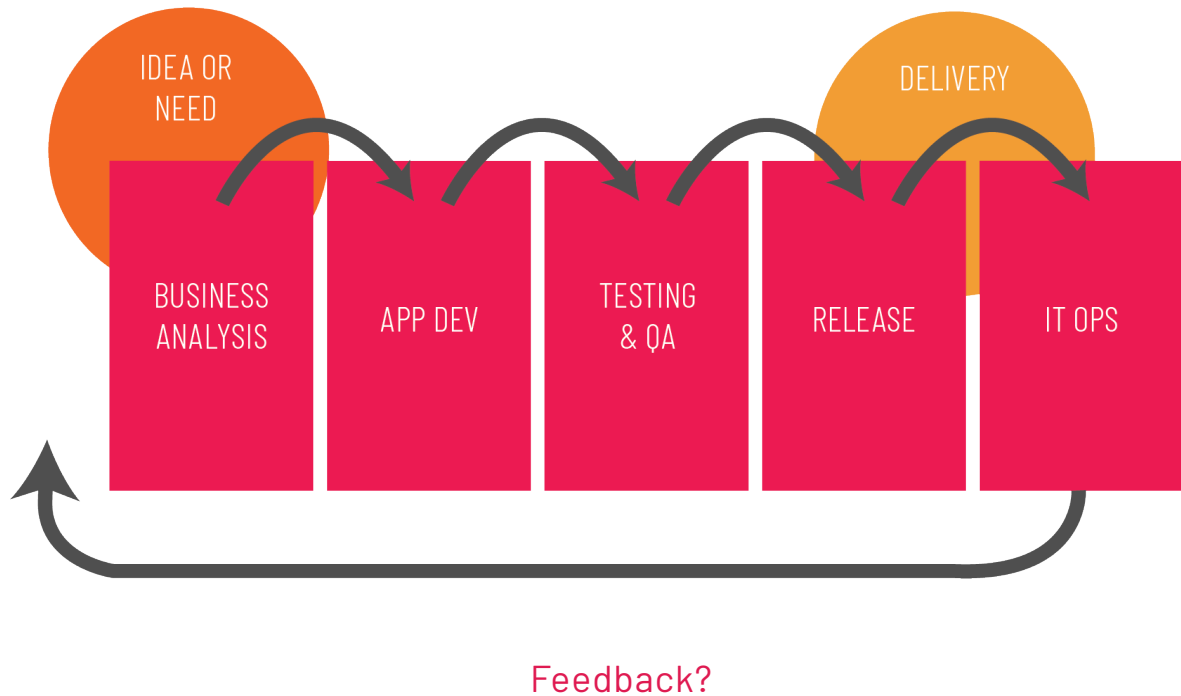 IDEA OR
NEED
DELIVERY
BUSINESS
ANALYSIS
APP DEV
TESTING
& QA
RELEASE
IT OPS
Feedback?